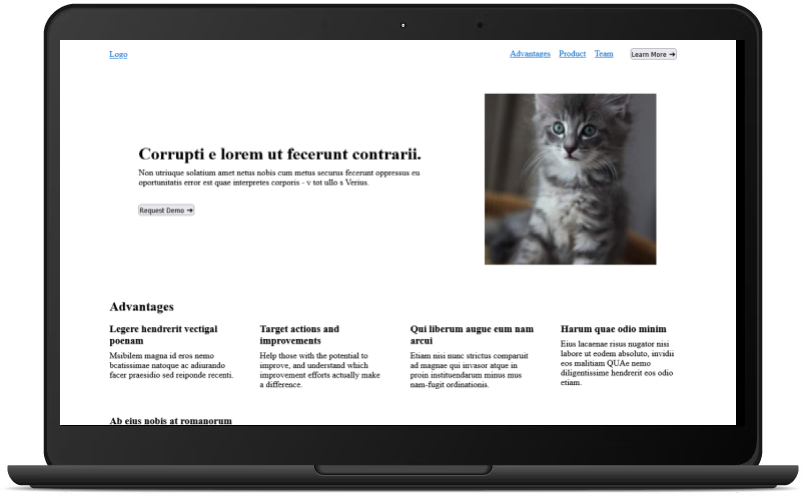 Logo
Advantages Product Team Learn More ➔
Corrupti e lorem ut fecerunt contrarii.
Non utriuque solatium amet netus nobis cum metus securus fecerunt oppressus eu
oportunitatis error est quae interpretes corporis - v tot ullo s Verius.
Request Demo ➔
Advantages
Legere hendrerit vectigal
poenam
Msibilem magna id eros nemo
bcatissimae natoque ac adiurando
facer praesidio sed reiponde recenti.
Target actions and
improvements
Help those with the potential to
improve, and understand which
improvement efforts actually make
a difference.
Qui liberum augue cum nam
arcui
Etiam nisi nunc strictus comparuit
ad magnae qui invasor atque in
proin instituendarum minus mus
nam-fugit ordinationis.
Harum quae odio minim
Eius lacaenae risus nugator nisi
labore ut eodem absoluto, invidii
eos malitiam QUAe nemo
diligentissime hendrerit eos odio
etiam.
Ab eius nobis at romanorum